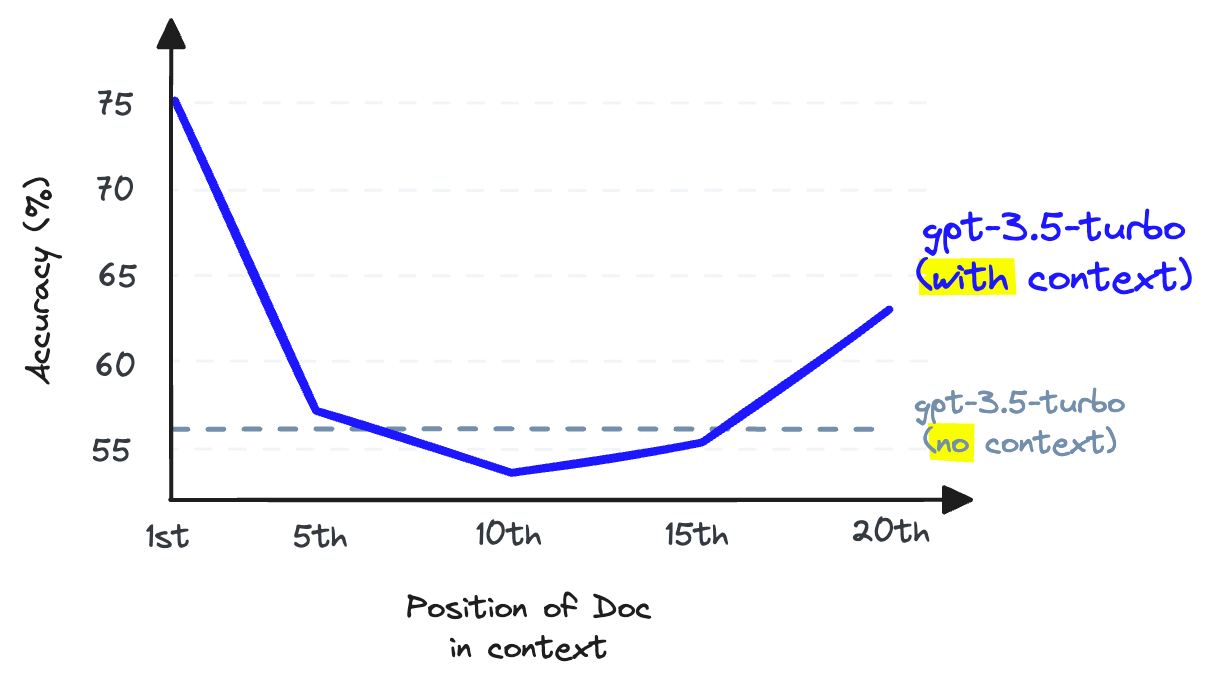 75
70
65
60
55
Accuracy (%)
gpt-3.5-turbo
(with context)
gpt-3.5-turbo
(no context)
1st 5th 10th 15th 20th
Position of Doc
in context